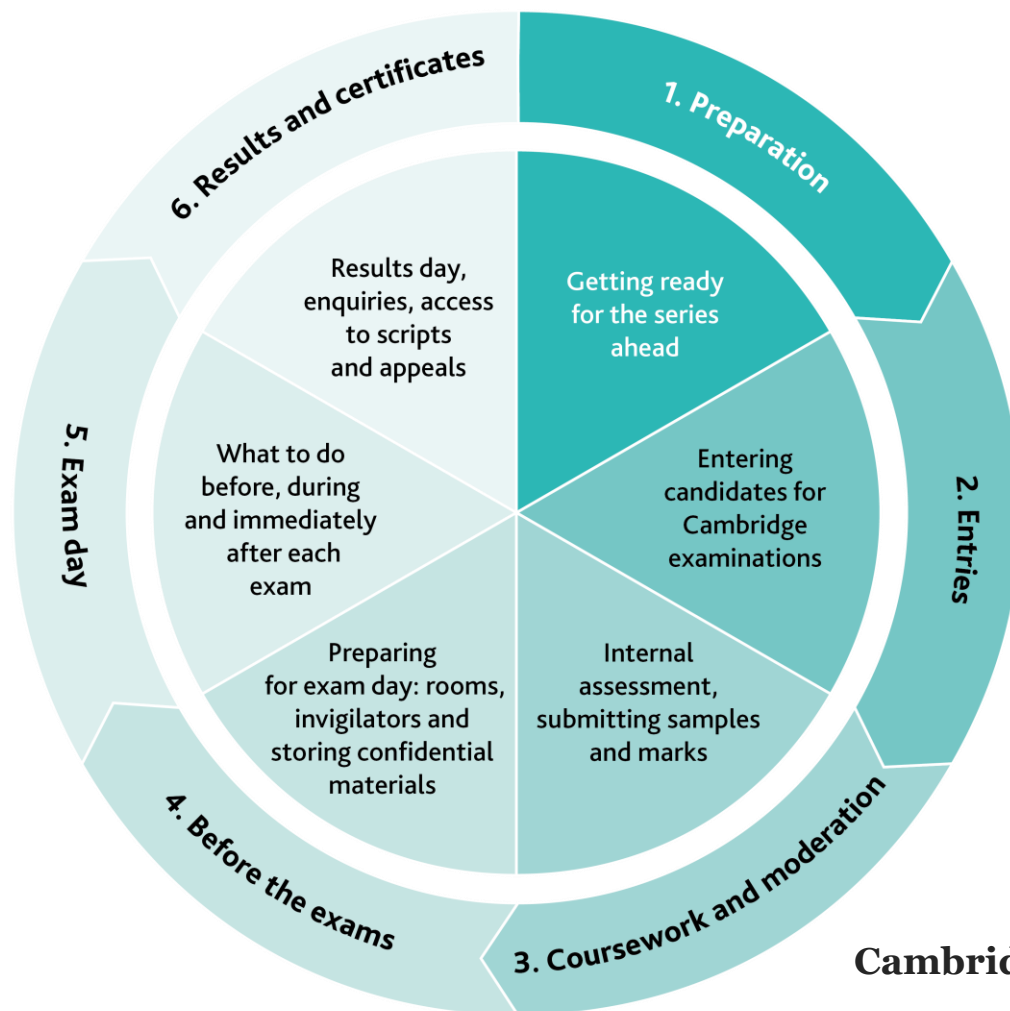 1. Preparation
Getting ready
for the series
ahead
2. Entries
Entering
candidates for
Cambridge
examinations
3. Coursework and moderation
Internal
assessment,
submitting samples
and marks
4. Before the exams
Preparing
for exam day: rooms,
invigilators and
storing confidential
materials
5. Exam day
What to do
before, during
and immediately
after each
exam
6. Results and certificates
Results day,
enquiries, access
to scripts
and appeals